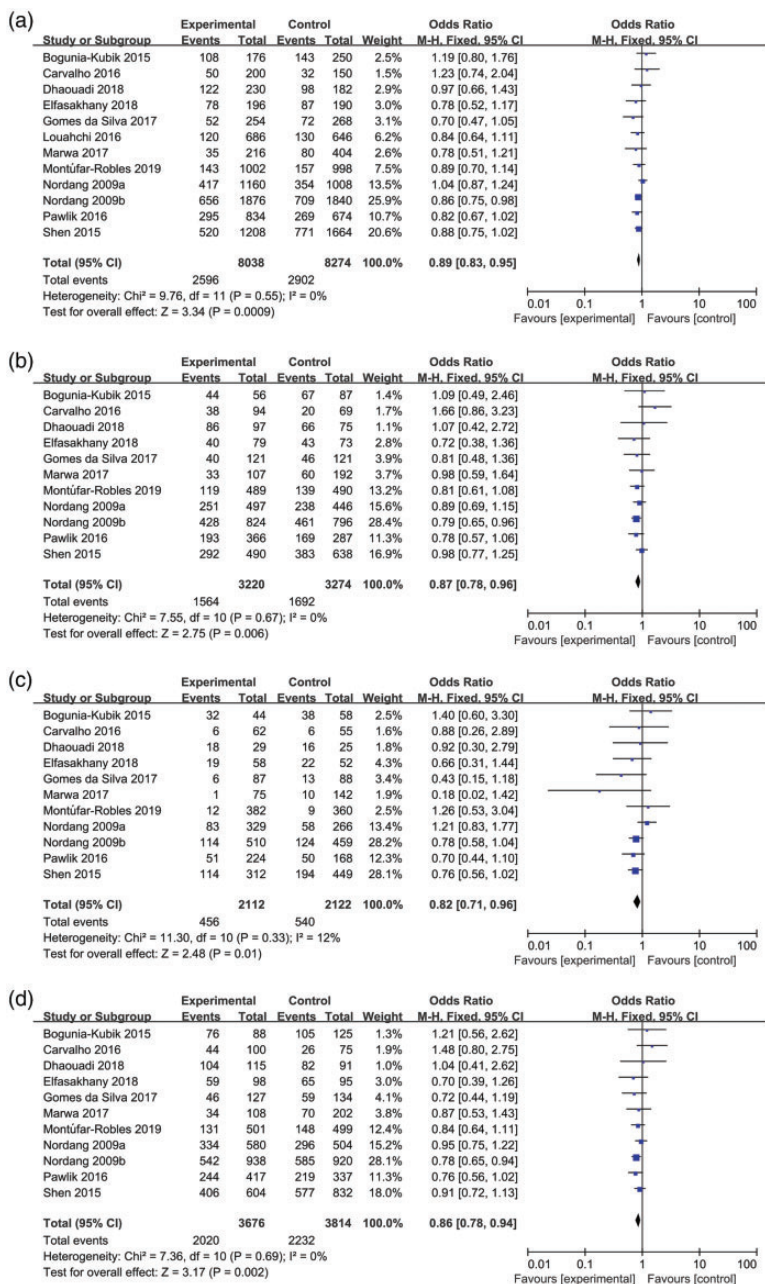 (a)
Experimental Control Odds Ratio Odds Ratio
Study or Subgroup Events Total Events Total Weight M-H, Fixed, 95% CI M-H, Fixed, 95% CI
Bogunia-Kubik 2015 108 176 143 250 2.5% 1.19 [0.80, 1.76]
Carvalho 2016 50 200 32 150 1.2% 1.23 [0.74, 2.04]
Dhaouadi 2018 122 230 98 182 2.5% 0.97 [0.66, 1.43]
Elfasakhany 2018 78 196 87 190 2.7% 0.78 [0.52, 1.17]
Gomes da Silva 2017 52 254 72 268 2.8% 0.70 [0.47, 1.05]
Louahchi 2016 120 686 130 646 6.2% 0.84 [0.64, 1.11]
Marwa 2017 35 216 80 404 2.3% 0.78 [0.51, 1.21]
Montúfar-Robles 2019 143 1002 157 998 7.5% 0.89 [0.70, 1.14]
Nordang 2009a 417 1160 354 1008 13.5% 1.04 [0.87, 1.24]
Nordang 2009b 656 1876 709 1840 25.9% 0.86 [0.75, 0.98]
Pawlik 2016 295 834 269 674 12.2% 0.82 [0.67, 1.02]
Shen 2015 520 1208 771 1664 20.6% 0.88 [0.75, 1.02]
Total (95% CI) 8038 8274 100.0% 0.89 [0.83, 0.95]
Total events 2596 2902
Heterogeneity: Chi² = 9.76, df = 11 (P = 0.55); I² = 0%
Test for overall effect: Z = 3.34 (P = 0.0009)
0.01 0.1 1 10 100
Favours [experimental] Favours [control]
(b)
Experimental Control Odds Ratio Odds Ratio
Study or Subgroup Events Total Events Total Weight M-H, Fixed, 95% CI M-H, Fixed, 95% CI
Bogunia-Kubik 2015 44 56 67 87 1.4% 1.09 [0.49, 2.46]
Carvalho 2016 38 94 20 69 1.7% 1.66 [0.86, 3.23]
Dhaouadi 2018 86 97 66 75 1.1% 1.07 [0.42, 2.72]
Elfasakhany 2018 40 79 43 73 2.8% 0.72 [0.38, 1.36]
Gomes da Silva 2017 40 121 46 121 3.9% 0.81 [0.48, 1.36]
Marwa 2017 33 107 60 192 3.7% 0.98 [0.59, 1.64]
Montúfar-Robles 2019 119 489 139 490 13.2% 0.81 [0.61, 1.08]
Nordang 2009a 251 497 238 446 15.6% 0.89 [0.69, 1.15]
Nordang 2009b 428 824 461 796 28.4% 0.79 [0.65, 0.96]
Pawlik 2016 193 366 169 287 11.3% 0.78 [0.57, 1.06]
Shen 2015 292 490 383 638 16.9% 0.98 [0.77, 1.25]
Total (95% CI) 3220 3274 100.0% 0.87 [0.78, 0.96]
Total events 1564 1692
Heterogeneity: Chi² = 7.55, df = 10 (P = 0.67); I² = 0%
Test for overall effect: Z = 2.75 (P = 0.006)
0.01 0.1 1 10 100
Favours [experimental] Favours [control]
(c)
Experimental Control Odds Ratio Odds Ratio
Study or Subgroup Events Total Events Total Weight M-H, Fixed, 95% CI M-H, Fixed, 95% CI
Bogunia-Kubik 2015 32 44 38 58 2.5% 1.40 [0.60, 3.30]
Carvalho 2016 6 62 6 55 1.5% 0.88 [0.26, 2.89]
Dhaouadi 2018 18 29 16 25 1.8% 0.92 [0.30, 2.79]
Elfasakhany 2018 19 58 22 52 4.2% 0.66 [0.31, 1.44]
Gomes da Silva 2017 6 87 13 88 3.4% 0.43 [0.15, 1.18]
Marwa 2017 1 75 10 142 1.9% 0.18 [0.02, 1.42]
Montúfar-Robles 2019 12 382 9 360 2.5% 1.26 [0.53, 3.04]
Nordang 2009a 83 329 58 266 13.4% 1.21 [0.83, 1.77]
Nordang 2009b 114 510 124 459 28.2% 0.78 [0.58, 1.04]
Pawlik 2016 51 224 50 168 12.3% 0.70 [0.44, 1.10]
Shen 2015 114 312 194 449 28.1% 0.76 [0.56, 1.02]
Total (95% CI) 2112 2122 100.0% 0.82 [0.71, 0.96]
Total events 456 540
Heterogeneity: Chi² = 11.30, df = 10 (P = 0.33); I² = 12%
Test for overall effect: Z = 2.48 (P = 0.01)
0.01 0.1 1 10 100
Favours [experimental] Favours [control]
(d)
Experimental Control Odds Ratio Odds Ratio
Study or Subgroup Events Total Events Total Weight M-H, Fixed, 95% CI M-H, Fixed, 95% CI
Bogunia-Kubik 2015 76 88 105 125 1.3% 1.21 [0.56, 2.62]
Carvalho 2016 44 100 26 75 1.7% 1.48 [0.80, 2.75]
Dhaouadi 2018 104 115 82 91 1.0% 1.04 [0.41, 2.62]
Elfasakhany 2018 59 98 65 95 2.8% 0.70 [0.39, 1.26]
Gomes da Silva 2017 46 127 59 134 4.1% 0.72 [0.44, 1.19]
Marwa 2017 34 108 70 202 3.8% 0.87 [0.53, 1.43]
Montúfar-Robles 2019 131 501 148 499 12.4% 0.84 [0.64, 1.11]
Nordang 2009a 334 580 296 504 15.2% 0.95 [0.75, 1.22]
Nordang 2009b 542 938 585 920 28.1% 0.78 [0.65, 0.94]
Pawlik 2016 244 417 219 337 11.5% 0.76 [0.56, 1.02]
Shen 2015 406 604 577 832 18.0% 0.91 [0.72, 1.13]
Total (95% CI) 3676 3814 100.0% 0.86 [0.78, 0.94]
Total events 2020 2232
Heterogeneity: Chi² = 7.36, df = 10 (P = 0.69); I² = 0%
Test for overall effect: Z = 3.17 (P = 0.002)
0.01 0.1 1 10 100
Favours [experimental] Favours [control]